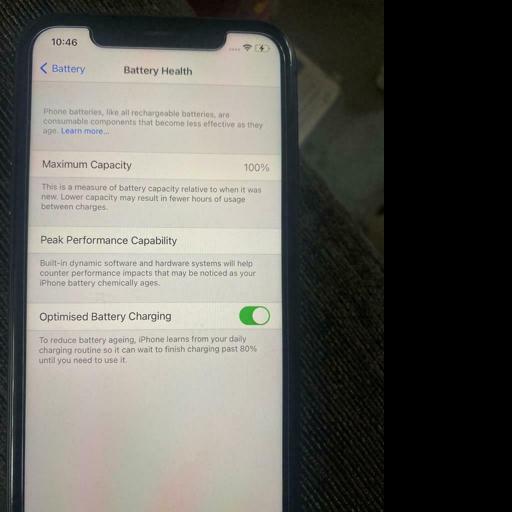 10:46
Battery
Battery Health
Phone batteries, like all rechargeable batteries, are
consumable components that become less effective as they
age. Learn more...
Maximum Capacity 100%
This is a measure of battery capacity relative to when it was
new. Lower capacity may result in fewer hours of usage
between charges.
Peak Performance Capability
Built-in dynamic software and hardware systems will help
counter performance impacts that may be noticed as your
iPhone battery chemically ages.
Optimised Battery Charging
To reduce battery ageing, iPhone learns from your daily
charging routine so it can wait to finish charging past 80%
until you need to use it.